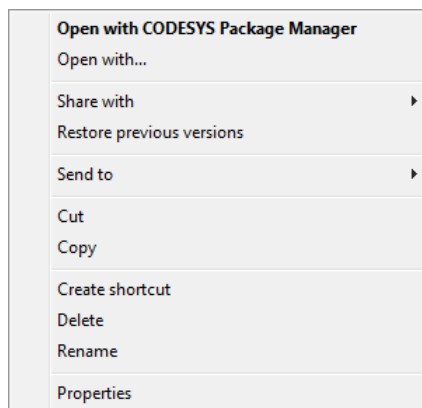 Open with CODESYS Package Manager
Open with...
Share with
Restore previous versions
Send to
Cut
Copy
Create shortcut
Delete
Rename
Properties